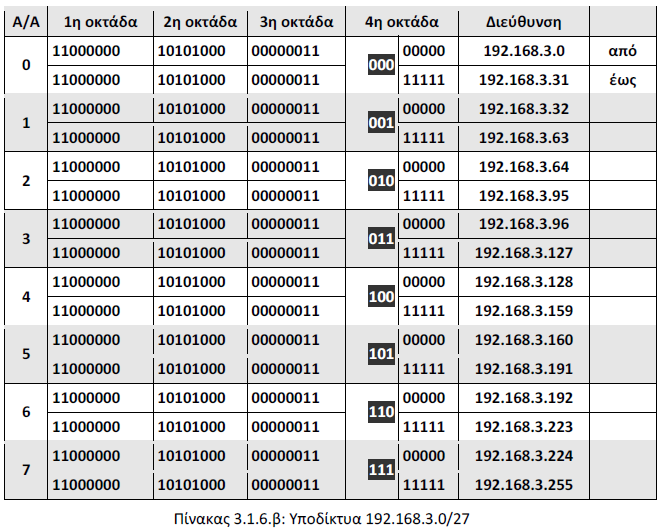 Α/Α 1η οκτάδα 2η οκτάδα 3η οκτάδα 4η οκτάδα Διεύθυνση
0 11000000 10101000 00000011 000 00000 192.168.3.0 από
11000000 10101000 00000011 11111 192.168.3.31 έως
1 11000000 10101000 00000011 001 00000 192.168.3.32
11000000 10101000 00000011 11111 192.168.3.63
2 11000000 10101000 00000011 010 00000 192.168.3.64
11000000 10101000 00000011 11111 192.168.3.95
3 11000000 10101000 00000011 011 00000 192.168.3.96
11000000 10101000 00000011 11111 192.168.3.127
4 11000000 10101000 00000011 100 00000 192.168.3.128
11000000 10101000 00000011 11111 192.168.3.159
5 11000000 10101000 00000011 101 00000 192.168.3.160
11000000 10101000 00000011 11111 192.168.3.191
6 11000000 10101000 00000011 110 00000 192.168.3.192
11000000 10101000 00000011 11111 192.168.3.223
7 11000000 10101000 00000011 111 00000 192.168.3.224
11000000 10101000 00000011 11111 192.168.3.255
Πίνακας 3.1.6.β: Υποδίκτυα 192.168.3.0/27